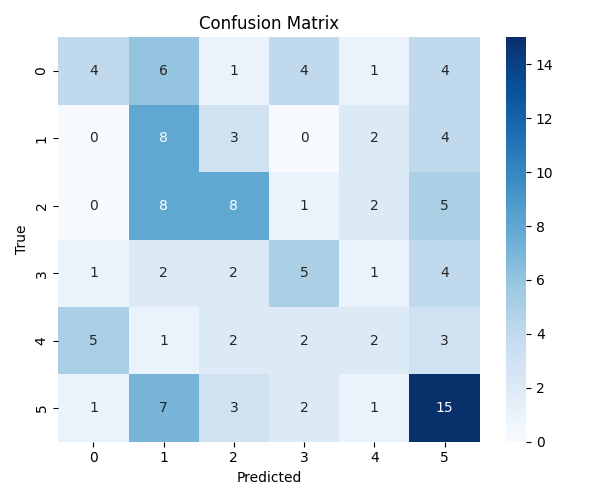 Confusion Matrix
True
0 4 6 1 4 1 4
1 0 8 3 0 2 4
2 0 8 8 1 2 5
3 1 2 2 5 1 4
4 5 1 2 2 2 3
5 1 7 3 2 1 15
0 1 2 3 4 5
Predicted
14
12
10
8
6
4
2
0